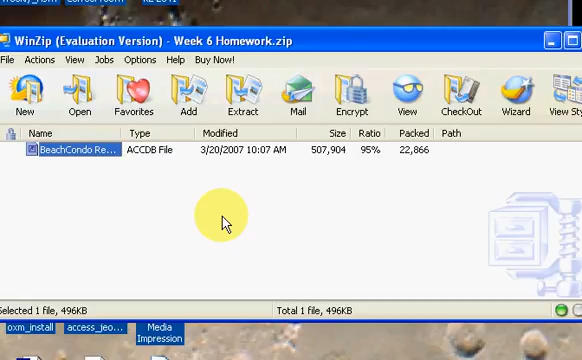 WinZip (Evaluation Version) - Week 6 Homework.zip
File Actions View Jobs Options Help Buy Now!
New Open Favorites Add Extract Mail Encrypt View CheckOut Wizard View Sty
Name Type Modified Size Ratio Packed Path
BeachCondo Re... ACCDB File 3/20/2007 10:07 AM 507,904 95% 22,866
Selected 1 file, 496KB Total 1 file, 496KB
oxm_install access_jeo... Media
Impression